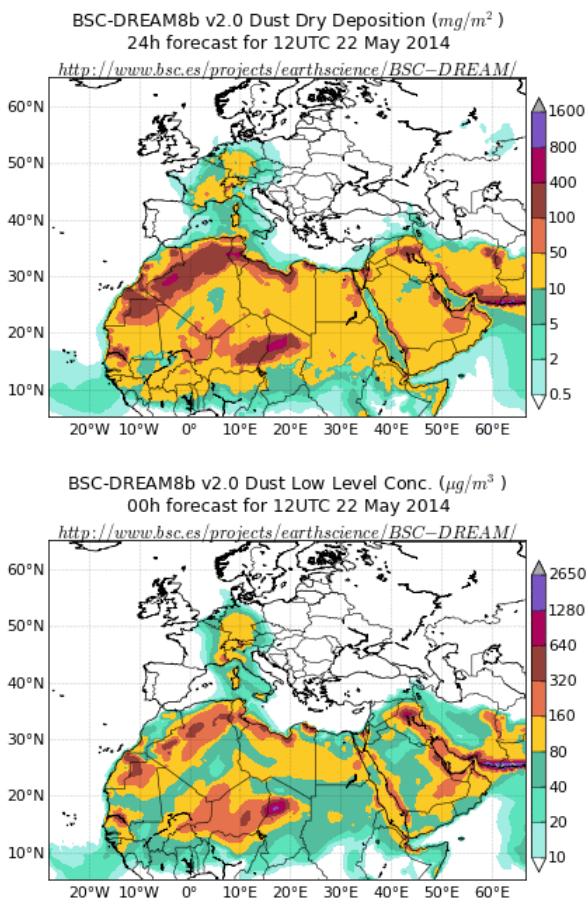 BSC-DREAM8b v2.0 Dust Dry Deposition (mg/m²)
24h forecast for 12UTC 22 May 2014
http://www.bsc.es/projects/earthscience/BSC−DREAM/
60°N
50°N
40°N
30°N
20°N
10°N
20°W 10°W 0° 10°E 20°E 30°E 40°E 50°E 60°E
1600
800
400
100
50
10
5
2
0.5
BSC-DREAM8b v2.0 Dust Low Level Conc. (μg/m³ )
00h forecast for 12UTC 22 May 2014
http://www.bsc.es/projects/earthscience/BSC−DREAM/
60°N
50°N
40°N
30°N
20°N
10°N
20°W 10°W 0° 10°E 20°E 30°E 40°E 50°E 60°E
2650
1280
640
320
160
80
40
20
10